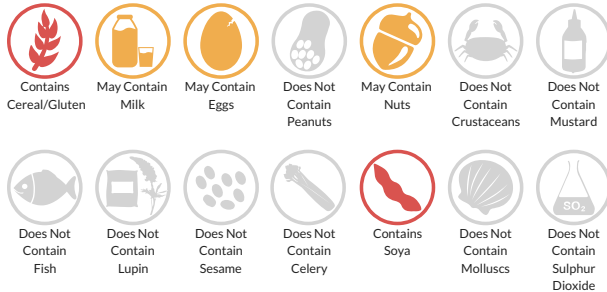 Contains
Cereal/Gluten
May Contain
Milk
May Contain
Eggs
Does Not
Contain
Peanuts
May Contain
Nuts
Does Not
Contain
Crustaceans
Does Not
Contain
Mustard
Does Not
Contain
Fish
Does Not
Contain
Lupin
Does Not
Contain
Sesame
Does Not
Contain
Celery
Contains
Soya
Does Not
Contain
Molluscs
SO₂
Does Not
Contain
Sulphur
Dioxide